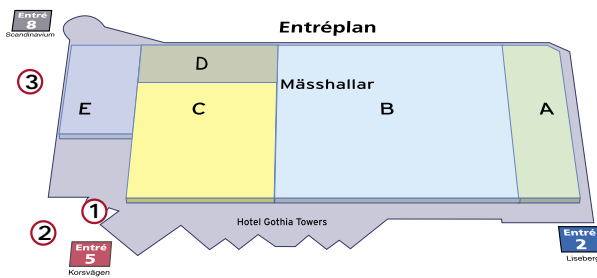 Entré
8
Scandinavium
Entréplan
D
Mässhallar
3
E
C
B
A
1
2
Hotel Gothia Towers
Entré
5
Korsvägen
Entré
2
Liseberg